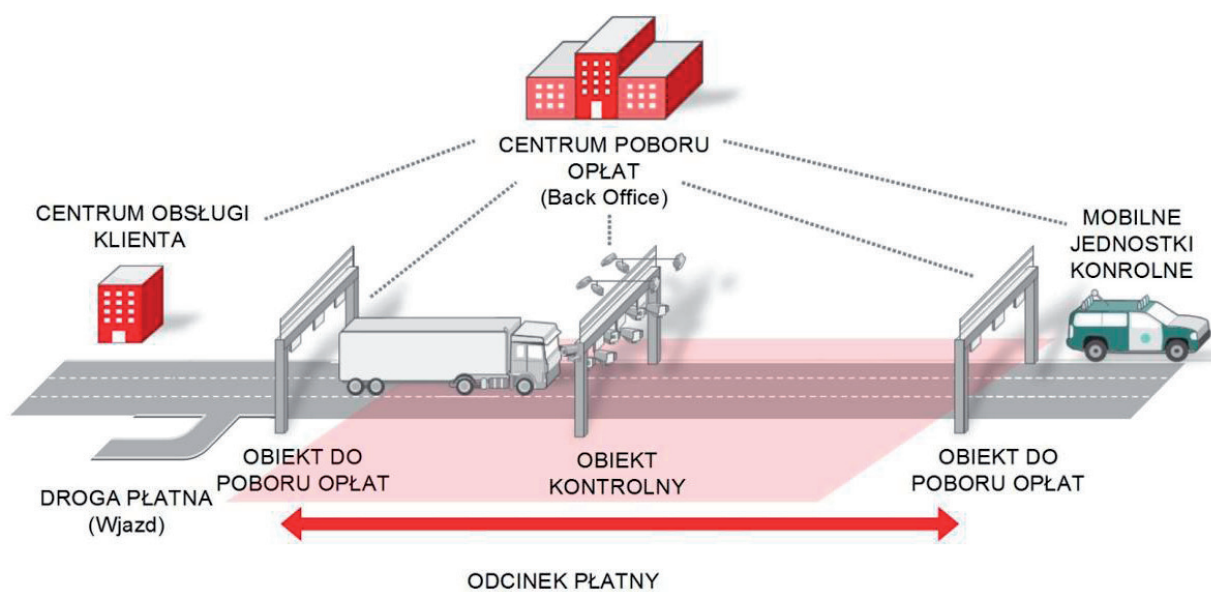 CENTRUM POBORU
OPŁAT
(Back Office)
CENTRUM OBSŁUGI
KLIENTA
MOBILNE
JEDNOSTKI
KONROLNE
OBIEKT DO
POBORU OPŁAT
OBIEKT
KONTROLNY
OBIEKT DO
POBORU OPŁAT
DROGA PŁATNA
(Wjazd)
ODCINEK PŁATNY